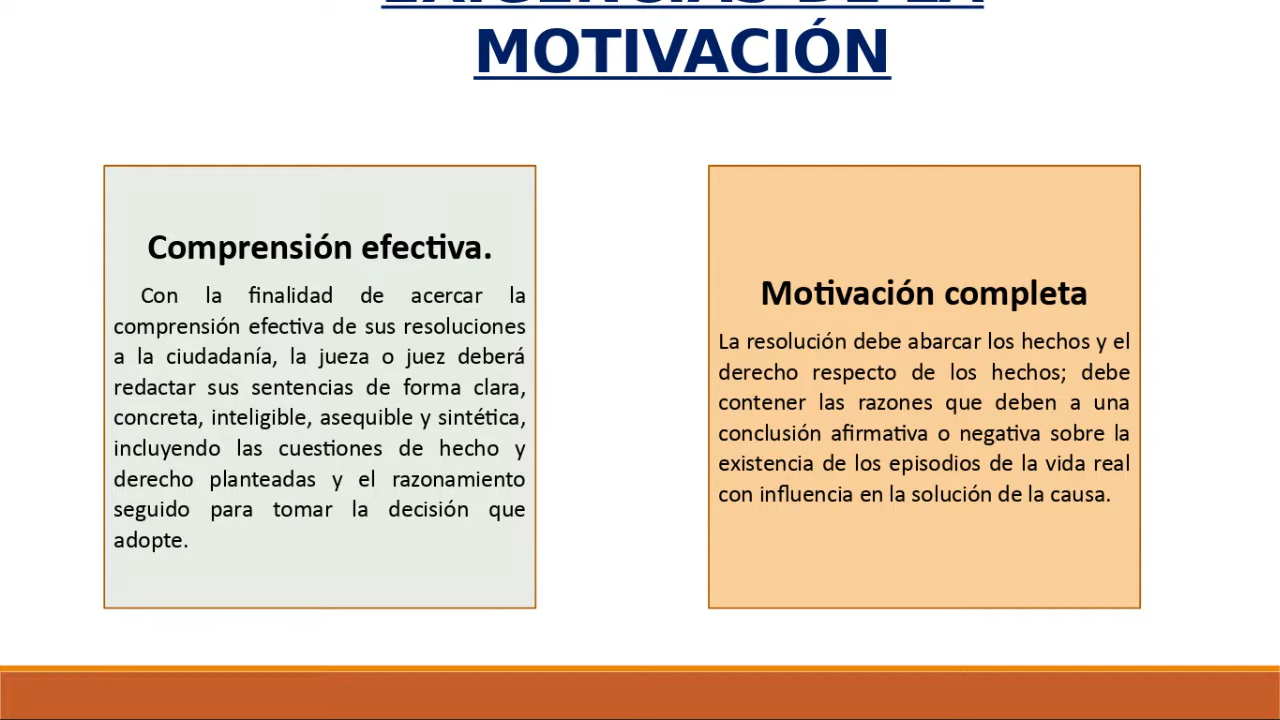 EXIGENCIAS DE LA
MOTIVACIÓN
Comprensión efectiva.
Con la finalidad de acercar la
comprensión efectiva de sus resoluciones
a la ciudadanía, la jueza o juez deberá
redactar sus sentencias de forma clara,
concreta, inteligible, asequible y sintética,
incluyendo las cuestiones de hecho y
derecho planteadas y el razonamiento
seguido para tomar la decisión que
adopte.
Motivación completa
La resolución debe abarcar los hechos y el
derecho respecto de los hechos; debe
contener las razones que deben a una
conclusión afirmativa o negativa sobre la
existencia de los episodios de la vida real
con influencia en la solución de la causa.